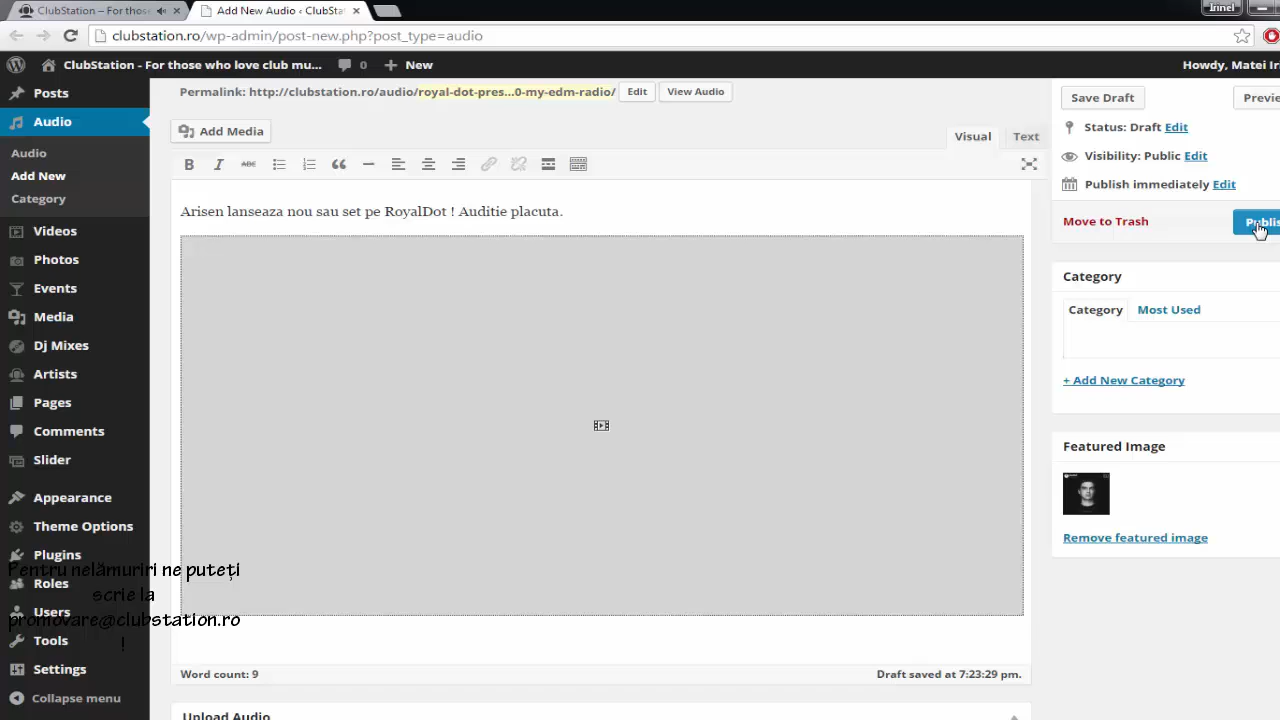 ClubStation – For those
Add New Audio ‹ ClubStat
Irinel
clubstation.ro/wp-admin/post-new.php?post_type=audio
ClubStation - For those who love club mu...
0
New
Howdy, Matei Iri
Posts
Audio
Audio
Add New
Category
Videos
Photos
Events
Media
Dj Mixes
Artists
Pages
Comments
Slider
Appearance
Theme Options
Plugins
Roles
Users
Tools
Settings
Collapse menu
Pentru nelămuriri ne puteți
scrie la
promovare@clubstation.ro
!
Permalink: http://clubstation.ro/audio/royal-dot-pres...0-my-edm-radio/ Edit View Audio
Add Media
Visual Text
B I ABC
Arisen lanseaza nou sau set pe RoyalDot ! Auditie placuta.
Word count: 9
Draft saved at 7:23:29 pm.
Upload Audio
Save Draft
Previe
Status: Draft Edit
Visibility: Public Edit
Publish immediately Edit
Move to Trash
Publis
Category
Category Most Used
+ Add New Category
Featured Image
Remove featured image